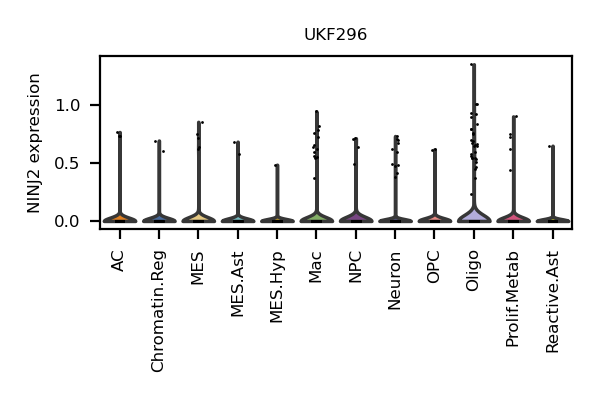 UKF296
NINJ2 expression
1.0
0.5
0.0
AC
Chromatin.Reg
MES
MES.Ast
MES.Hyp
Mac
NPC
Neuron
OPC
Oligo
Prolif.Metab
Reactive.Ast